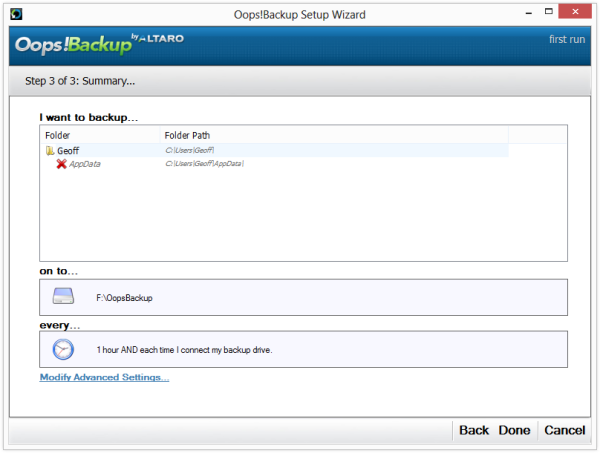 Oops!Backup Setup Wizard
Oops!Backup by ALTARO
first run
Step 3 of 3: Summary...
I want to backup...
Folder Folder Path
Geoff C:\Users\Geoff\
AppData C:\Users\Geoff\AppData\
on to...
F:\OopsBackup
every...
1 hour AND each time I connect my backup drive.
Modify Advanced Settings...
Back Done Cancel